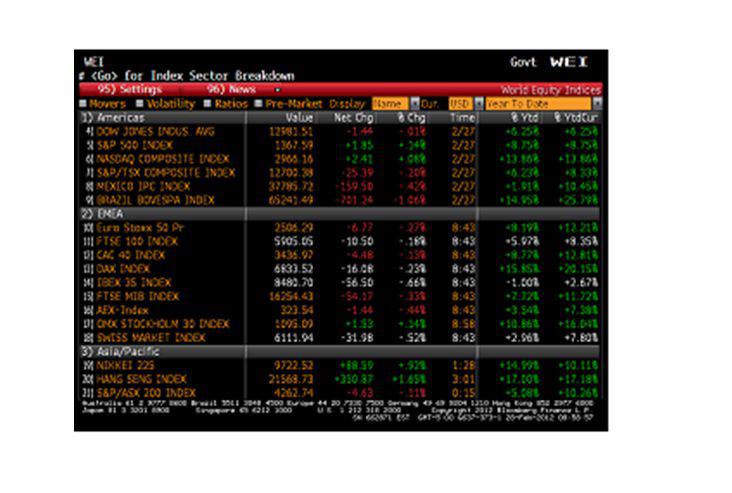 WEI Govt WEI
# <Go> for Index Sector Breakdown
95) Settings 96) News World Equity Indices
Movers Volatility Ratios Pre-Market Display Name Cur. USD Year To Date
1) Americas Value Net Chg % Chg Time % Ytd % YtdCur
4) DOW JONES INDUS. AVG 12981.51 -1.44 -.01% 2/27 +6.25% +6.25%
5) S&P 500 INDEX 1367.59 +1.85 +.14% 2/27 +8.75% +8.75%
6) NASDAQ COMPOSITE INDEX 2966.16 +2.41 +.08% 2/27 +13.86% +13.86%
7) S&P/TSX COMPOSITE INDEX 12700.38 -25.39 -.20% 2/27 +6.23% +8.33%
8) MEXICO IPC INDEX 37785.72 -159.50 -.42% 2/27 +1.91% +10.45%
9) BRAZIL BOVESPA INDEX 65241.49 -701.24 -1.06% 2/27 +14.95% +25.79%
2) EMEA
10) Euro Stoxx 50 Pr 2506.29 -6.77 -.27% 8:43 +8.19% +12.21%
11) FTSE 100 INDEX 5905.05 -10.50 -.18% 8:43 +5.97% +8.35%
12) CAC 40 INDEX 3436.97 -4.48 -.13% 8:43 +8.77% +12.81%
13) DAX INDEX 6833.52 -16.08 -.23% 8:43 +15.85% +20.15%
14) IBEX 35 INDEX 8480.70 -56.50 -.66% 8:43 -1.00% +2.67%
15) FTSE MIB INDEX 16254.43 -54.17 -.33% 8:43 +7.72% +11.72%
16) AEX-Index 323.54 -1.44 -.44% 8:43 +3.54% +7.38%
17) OMX STOCKHOLM 30 INDEX 1095.09 +1.53 +.14% 8:58 +10.86% +16.04%
18) SWISS MARKET INDEX 6111.94 -31.98 -.52% 8:43 +2.96% +7.80%
3) Asia/Pacific
19) NIKKEI 225 9722.52 +88.59 +.92% 1:28 +14.99% +10.11%
20) HANG SENG INDEX 21568.73 +350.87 +1.65% 3:01 +17.00% +17.18%
21) S&P/ASX 200 INDEX 4262.74 -4.63 -.11% 0:15 +5.08% +10.26%
Australia 61 2 9777 8600 Brazil 5511 3048 4500 Europe 44 20 7330 7500 Germany 49 69 9204 1210 Hong Kong 852 2977 6000
Japan 81 3 3201 8900 Singapore 65 6212 1000 U.S. 1 212 318 2000 Copyright 2012 Bloomberg Finance L.P.
EST GMT-5:00 28-Feb-2012 08:58:57